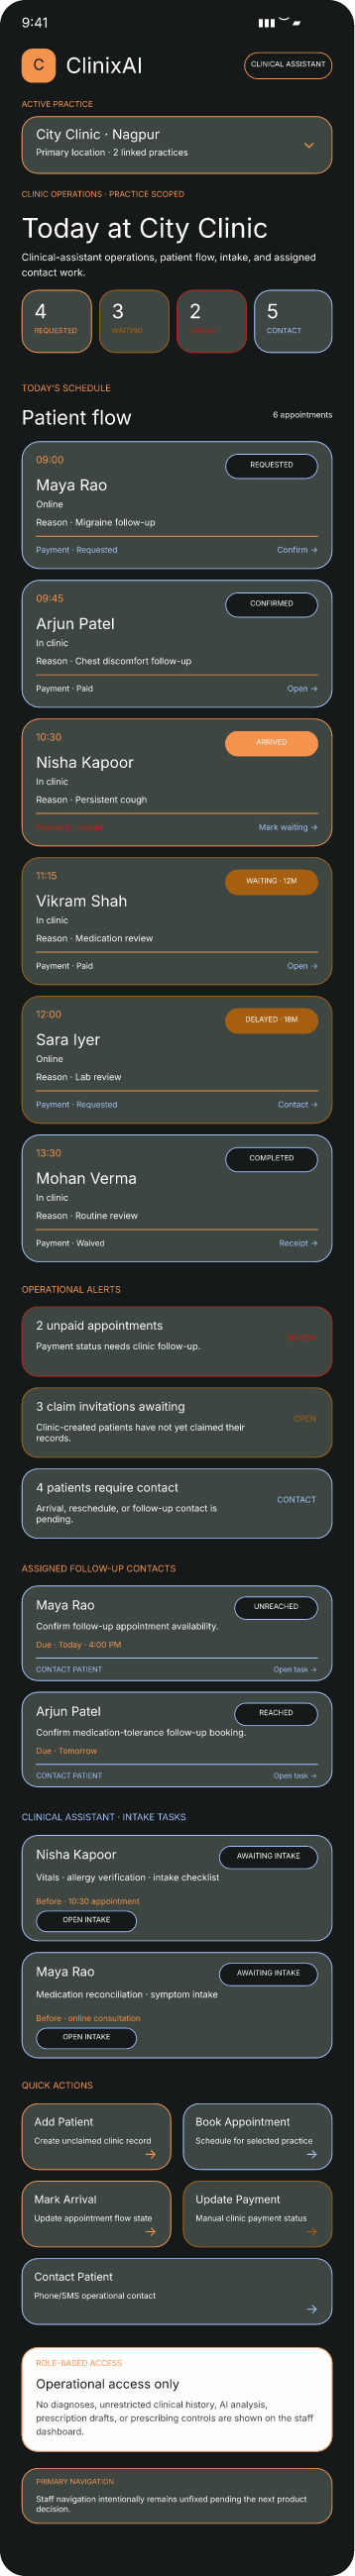 9:41
C
ClinixAI
CLINICAL ASSISTANT
ACTIVE PRACTICE
City Clinic · Nagpur
Primary location · 2 linked practices
CLINIC OPERATIONS · PRACTICE SCOPED
Today at City Clinic
Clinical-assistant operations, patient flow, intake, and assigned
contact work.
4
REQUESTED
3
WAITING
2
UNPAID
5
CONTACT
TODAY'S SCHEDULE
Patient flow
6 appointments
09:00
REQUESTED
Maya Rao
Online
Reason · Migraine follow-up
Payment · Requested
Confirm →
09:45
CONFIRMED
Arjun Patel
In clinic
Reason · Chest discomfort follow-up
Payment · Paid
Open →
10:30
ARRIVED
Nisha Kapoor
In clinic
Reason · Persistent cough
Payment · Unpaid
Mark waiting →
11:15
WAITING · 12M
Vikram Shah
In clinic
Reason · Medication review
Payment · Paid
Open →
12:00
DELAYED · 18M
Sara Iyer
Online
Reason · Lab review
Payment · Requested
Contact →
13:30
COMPLETED
Mohan Verma
In clinic
Reason · Routine review
Payment · Waived
Receipt →
OPERATIONAL ALERTS
2 unpaid appointments
Payment status needs clinic follow-up.
REVIEW
3 claim invitations awaiting
Clinic-created patients have not yet claimed their
records.
OPEN
4 patients require contact
Arrival, reschedule, or follow-up contact is
pending.
CONTACT
ASSIGNED FOLLOW-UP CONTACTS
Maya Rao
UNREACHED
Confirm follow-up appointment availability.
Due · Today · 4:00 PM
CONTACT PATIENT
Open task →
Arjun Patel
REACHED
Confirm medication-tolerance follow-up booking.
Due · Tomorrow
CONTACT PATIENT
Open task →
CLINICAL ASSISTANT · INTAKE TASKS
Nisha Kapoor
AWAITING INTAKE
Vitals · allergy verification · intake checklist
Before · 10:30 appointment
OPEN INTAKE
Maya Rao
AWAITING INTAKE
Medication reconciliation · symptom intake
Before · online consultation
OPEN INTAKE
QUICK ACTIONS
Add Patient
Create unclaimed clinic record
→
Book Appointment
Schedule for selected practice
→
Mark Arrival
Update appointment flow state
→
Update Payment
Manual clinic payment status
→
Contact Patient
Phone/SMS operational contact
→
ROLE-BASED ACCESS
Operational access only
No diagnoses, unrestricted clinical history, AI analysis,
prescription drafts, or prescribing controls are shown on the staff
dashboard.
PRIMARY NAVIGATION
Staff navigation intentionally remains unfixed pending the next product
decision.